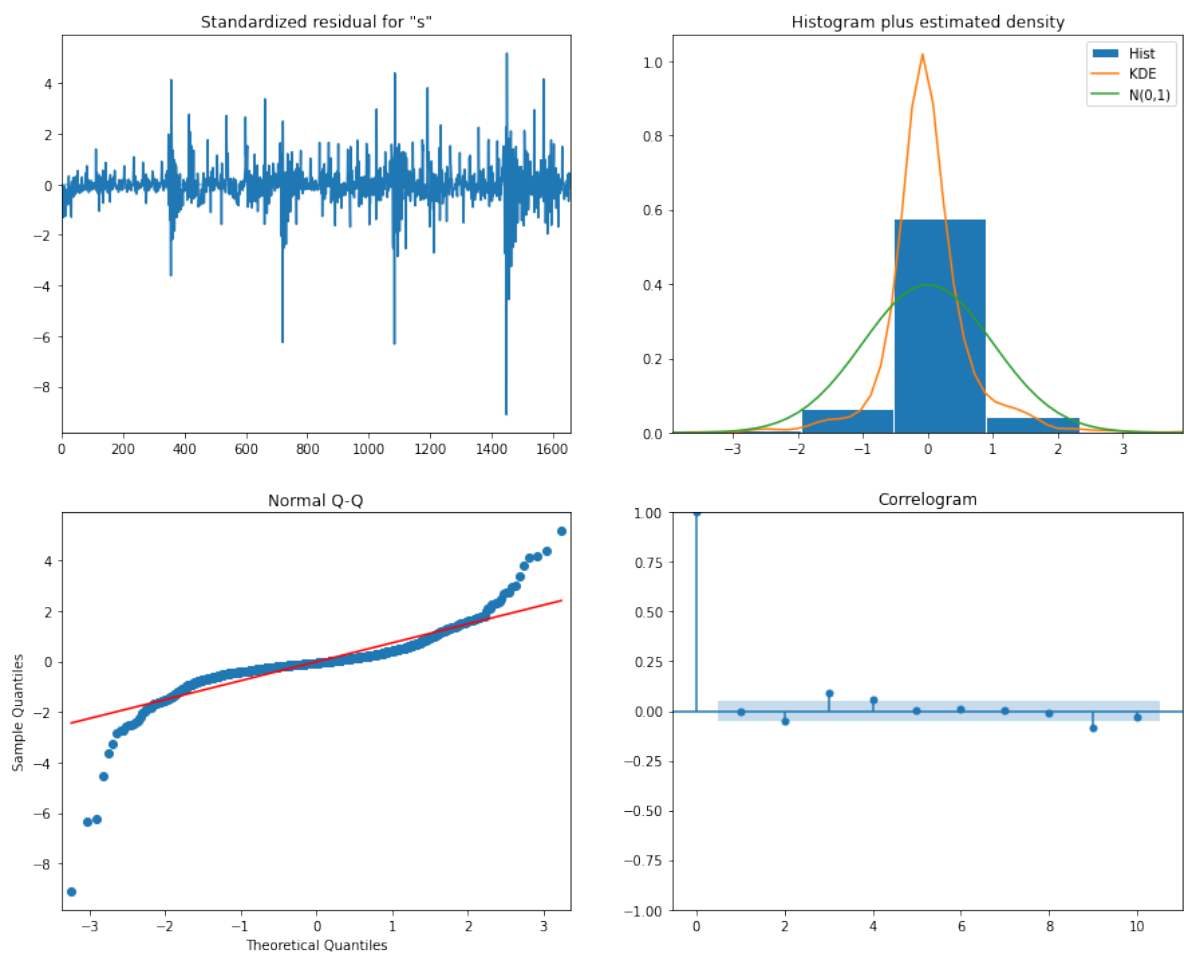 Standardized residual for "s"
4
2
0
−2
−4
−6
−8
0 200 400 600 800 1000 1200 1400 1600
Histogram plus estimated density
Hist
KDE
N(0,1)
1.0
0.8
0.6
0.4
0.2
0.0
−3 −2 −1 0 1 2 3
Normal Q-Q
Sample Quantiles
4
2
0
−2
−4
−6
−8
−3 −2 −1 0 1 2 3
Theoretical Quantiles
Correlogram
1.00
0.75
0.50
0.25
0.00
−0.25
−0.50
−0.75
−1.00
0 2 4 6 8 10